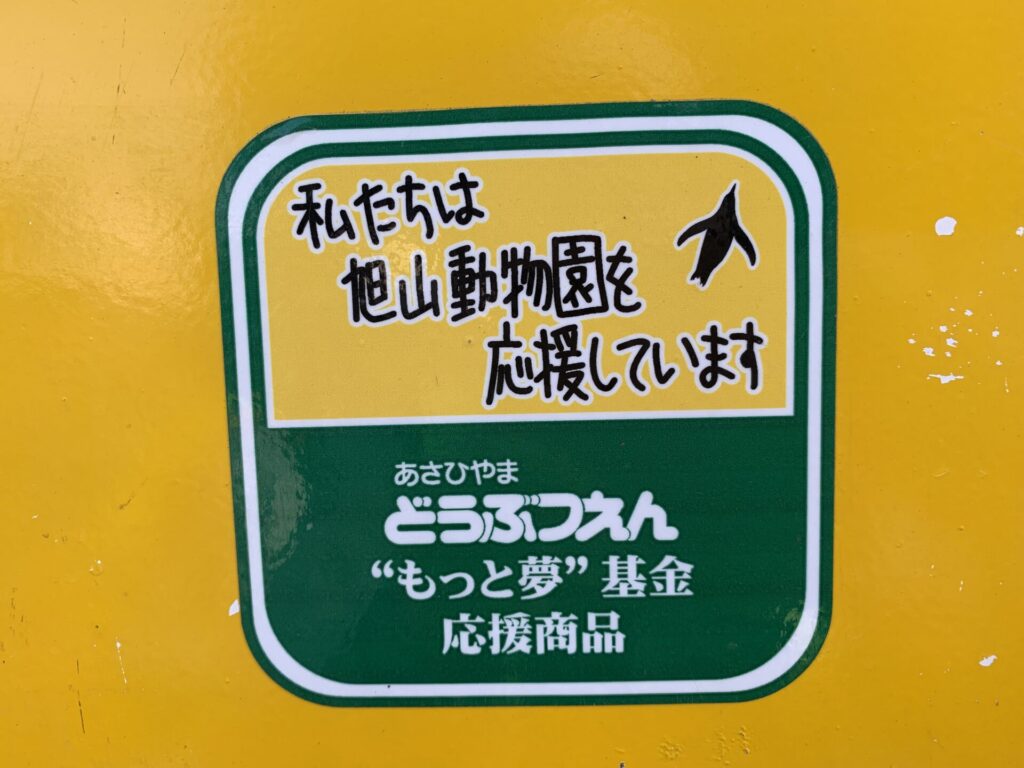 私たちは
旭山動物園を
応援しています
あさひやま
どうぶつえん
“もっと夢”基金
応援商品